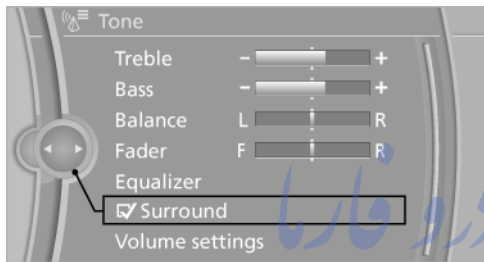 Tone
Treble - +
Bass - +
Balance L R
Fader F R
Equalizer
Surround
Volume settings